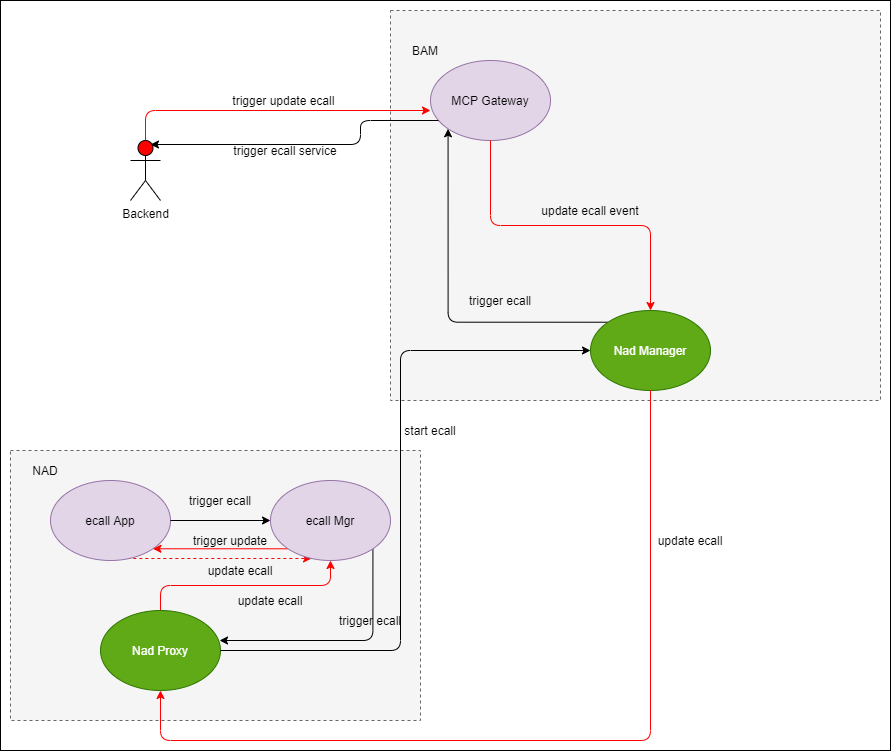 BAM
trigger update ecall
MCP Gateway
trigger ecall service
Backend
update ecall event
trigger ecall
Nad Manager
start ecall
NAD
trigger ecall
ecall App
ecall Mgr
trigger update
update ecall
update ecall
update ecall
trigger ecall
Nad Proxy